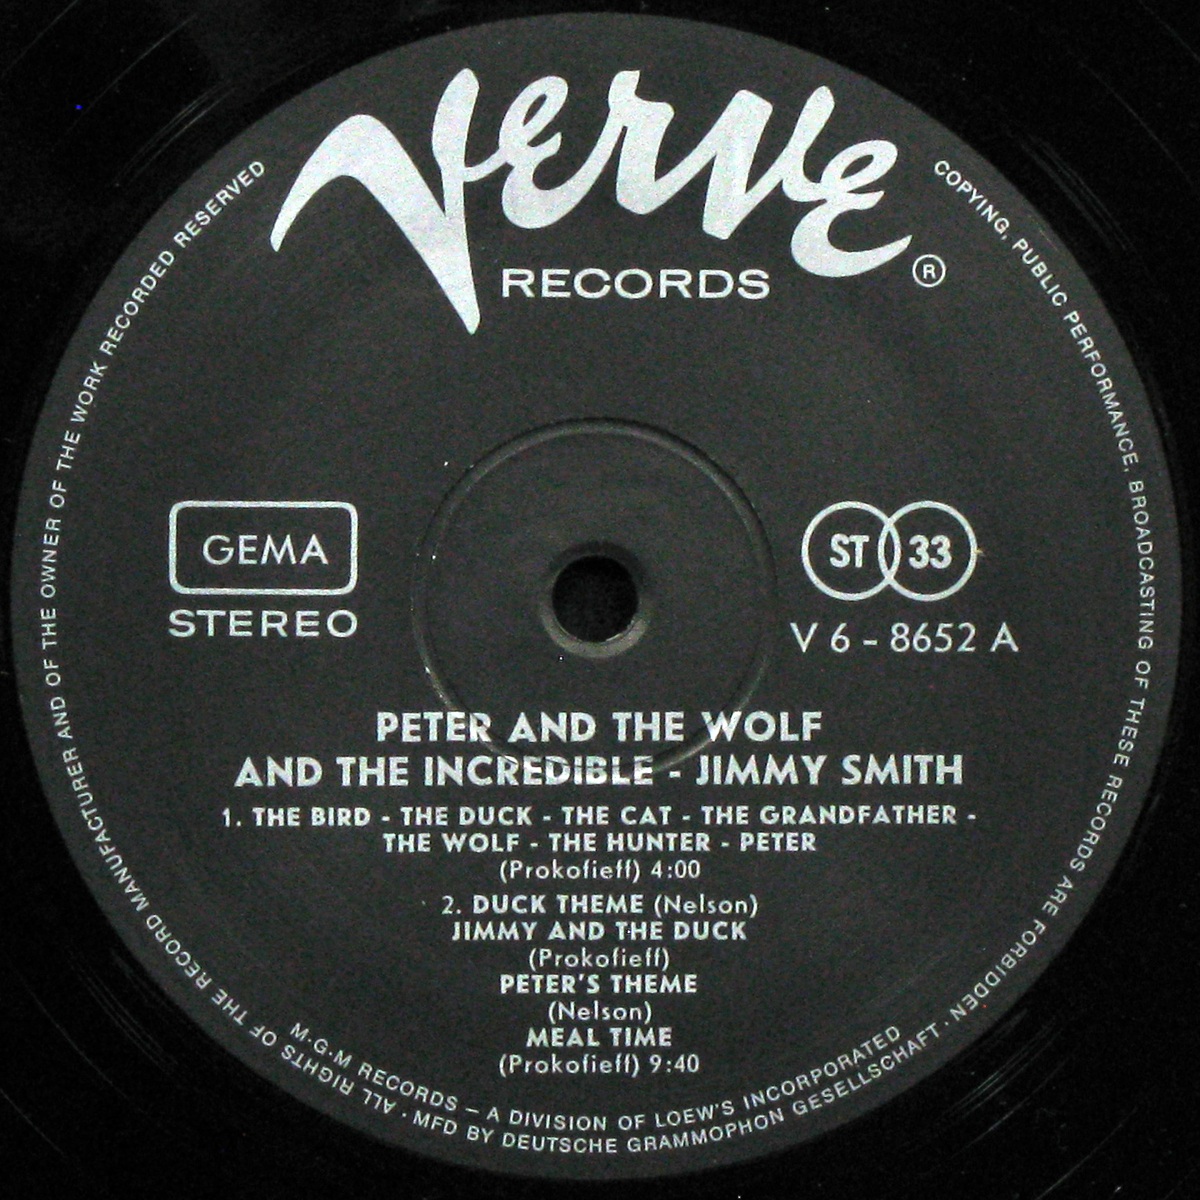 Verve
RECORDS
®
GEMA
STEREO
ST 33
V 6 - 8652 A
PETER AND THE WOLF
AND THE INCREDIBLE - JIMMY SMITH
1. THE BIRD - THE DUCK - THE CAT - THE GRANDFATHER -
THE WOLF - THE HUNTER - PETER
(Prokofieff) 4:00
2. DUCK THEME (Nelson)
JIMMY AND THE DUCK
(Prokofieff)
PETER'S THEME
(Nelson)
MEAL TIME
(Prokofieff) 9:40
M·G·M RECORDS – A DIVISION OF LOEW'S INCORPORATED
ALL RIGHTS OF THE RECORD MANUFACTURER AND OF THE OWNER OF THE WORK RECORDED RESERVED
COPYING, PUBLIC PERFORMANCE, BROADCASTING OF THESE RECORDS ARE FORBIDDEN · MFD BY DEUTSCHE GRAMMOPHON GESELLSCHAFT ·